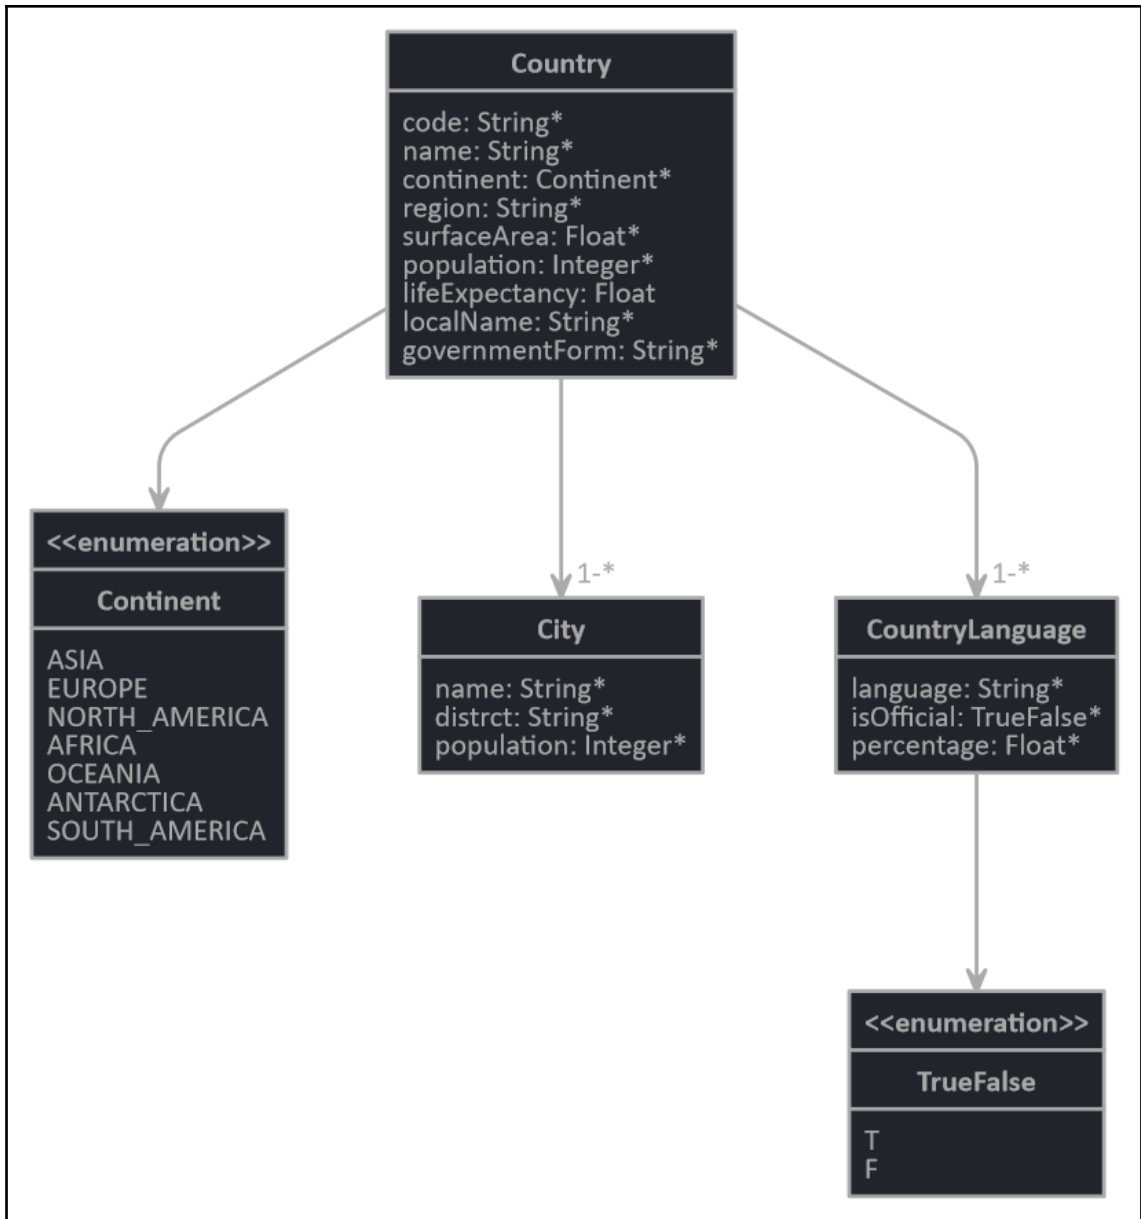 Country
code: String*
name: String*
continent: Continent*
region: String*
surfaceArea: Float*
population: Integer*
lifeExpectancy: Float
localName: String*
governmentForm: String*
<<enumeration>>
Continent
ASIA
EUROPE
NORTH_AMERICA
AFRICA
OCEANIA
ANTARCTICA
SOUTH_AMERICA
1-*
City
name: String*
distrct: String*
population: Integer*
1-*
CountryLanguage
language: String*
isOfficial: TrueFalse*
percentage: Float*
<<enumeration>>
TrueFalse
T
F